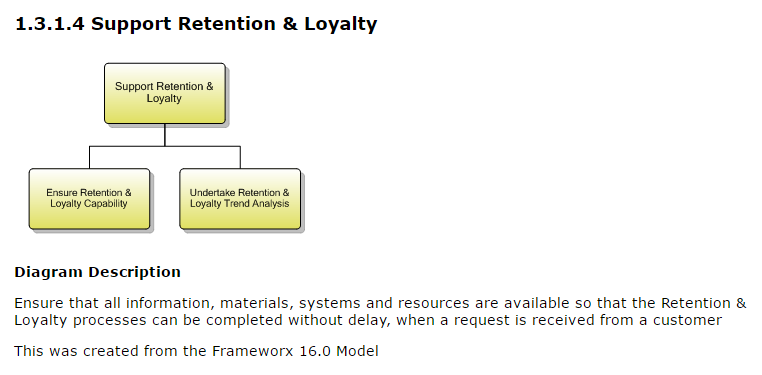 1.3.1.4 Support Retention & Loyalty
Support Retention &
Loyalty
Ensure Retention &
Loyalty Capability
Undertake Retention &
Loyalty Trend Analysis
Diagram Description
Ensure that all information, materials, systems and resources are available so that the Retention &
Loyalty processes can be completed without delay, when a request is received from a customer
This was created from the Frameworx 16.0 Model